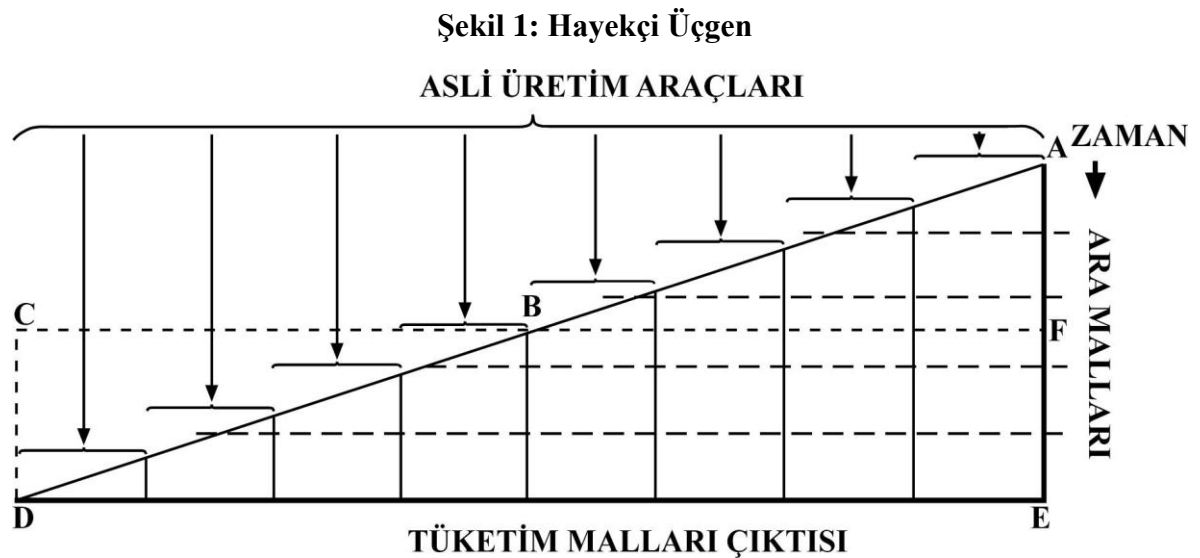 Şekil 1: Hayekçi Üçgen
ASLİ ÜRETİM ARAÇLARI
A
ZAMAN
C
B
F
ARA MALLARI
D
E
TÜKETİM MALLARI ÇIKTISI